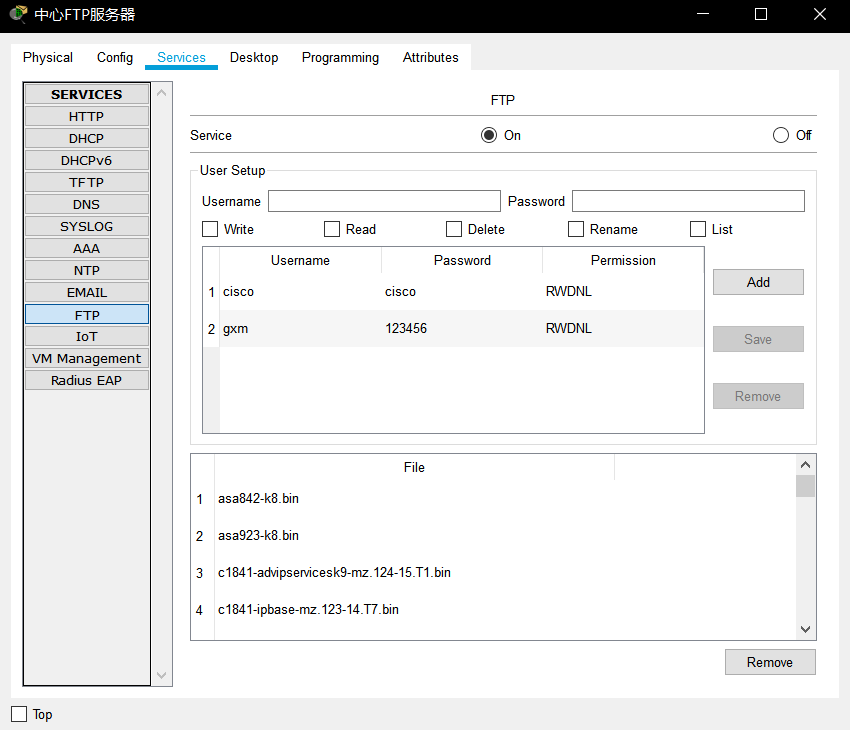 中心FTP服务器
Physical Config Services Desktop Programming Attributes
SERVICES
HTTP
DHCP
DHCPv6
TFTP
DNS
SYSLOG
AAA
NTP
EMAIL
FTP
IoT
VM Management
Radius EAP
FTP
Service On Off
User Setup
Username Password
Write Read Delete Rename List
Username Password Permission
1 cisco cisco RWDNL
2 gxm 123456 RWDNL
Add
Save
Remove
File
1 asa842-k8.bin
2 asa923-k8.bin
3 c1841-advipservicesk9-mz.124-15.T1.bin
4 c1841-ipbase-mz.123-14.T7.bin
Remove
Top